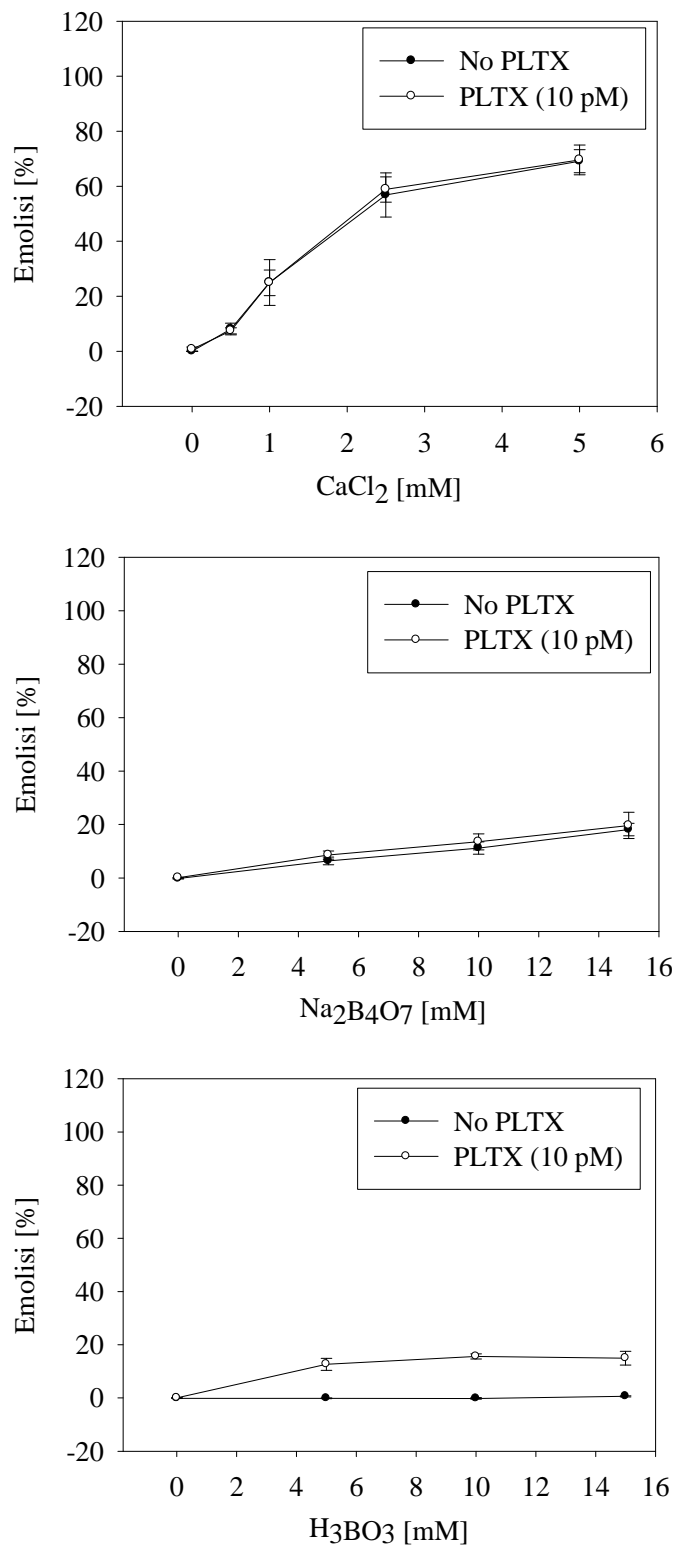 120
100
80
60
40
20
0
-20
Emolisi [%]
No PLTX
PLTX (10 pM)
0 1 2 3 4 5 6
CaCl2 [mM]
120
100
80
60
40
20
0
-20
Emolisi [%]
No PLTX
PLTX (10 pM)
0 2 4 6 8 10 12 14 16
Na2B4O7 [mM]
120
100
80
60
40
20
0
-20
Emolisi [%]
No PLTX
PLTX (10 pM)
0 2 4 6 8 10 12 14 16
H3BO3 [mM]